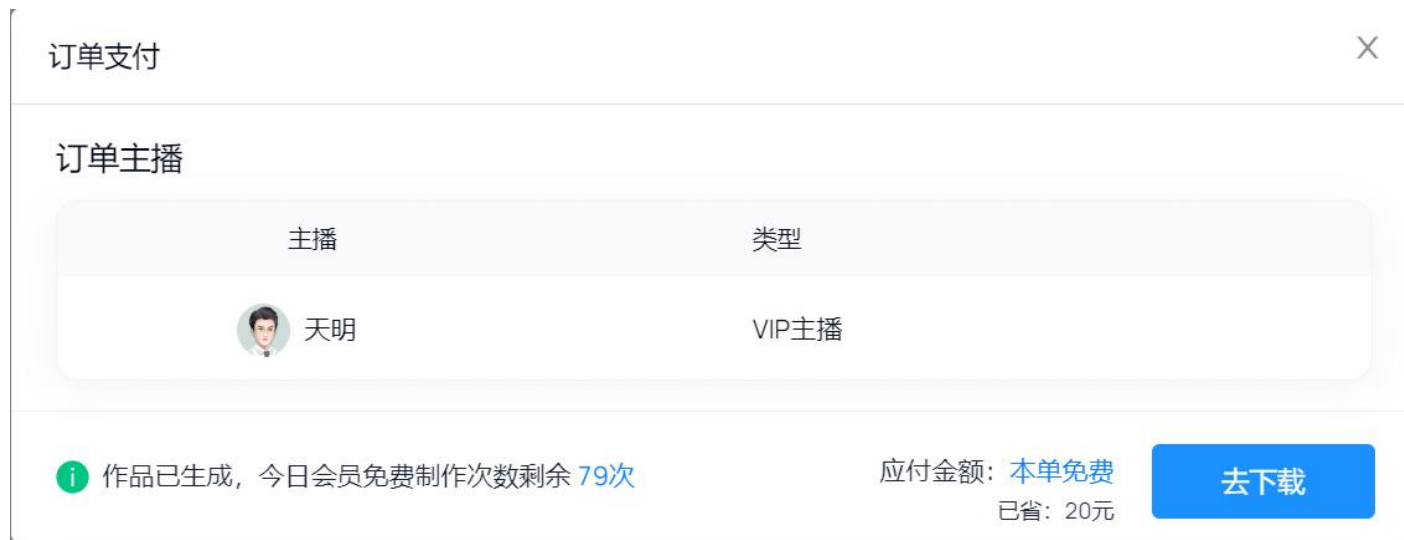 订单支付
X
订单主播
主播 类型
天明 VIP主播
作品已生成，今日会员免费制作次数剩余 79次
应付金额：本单免费
已省：20元
去下载